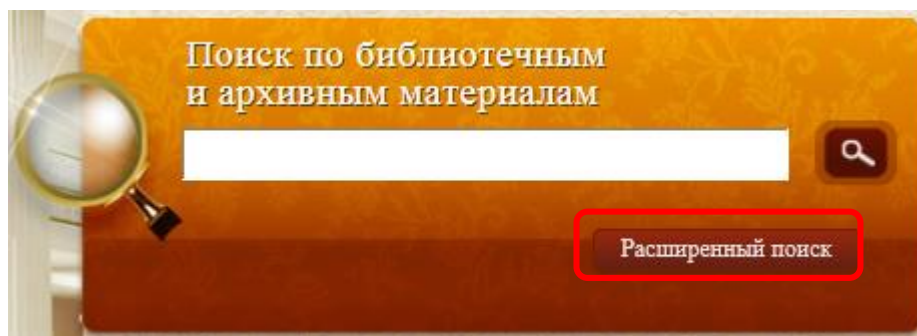 Поиск по библиотечным
и архивным материалам
Расширенный поиск